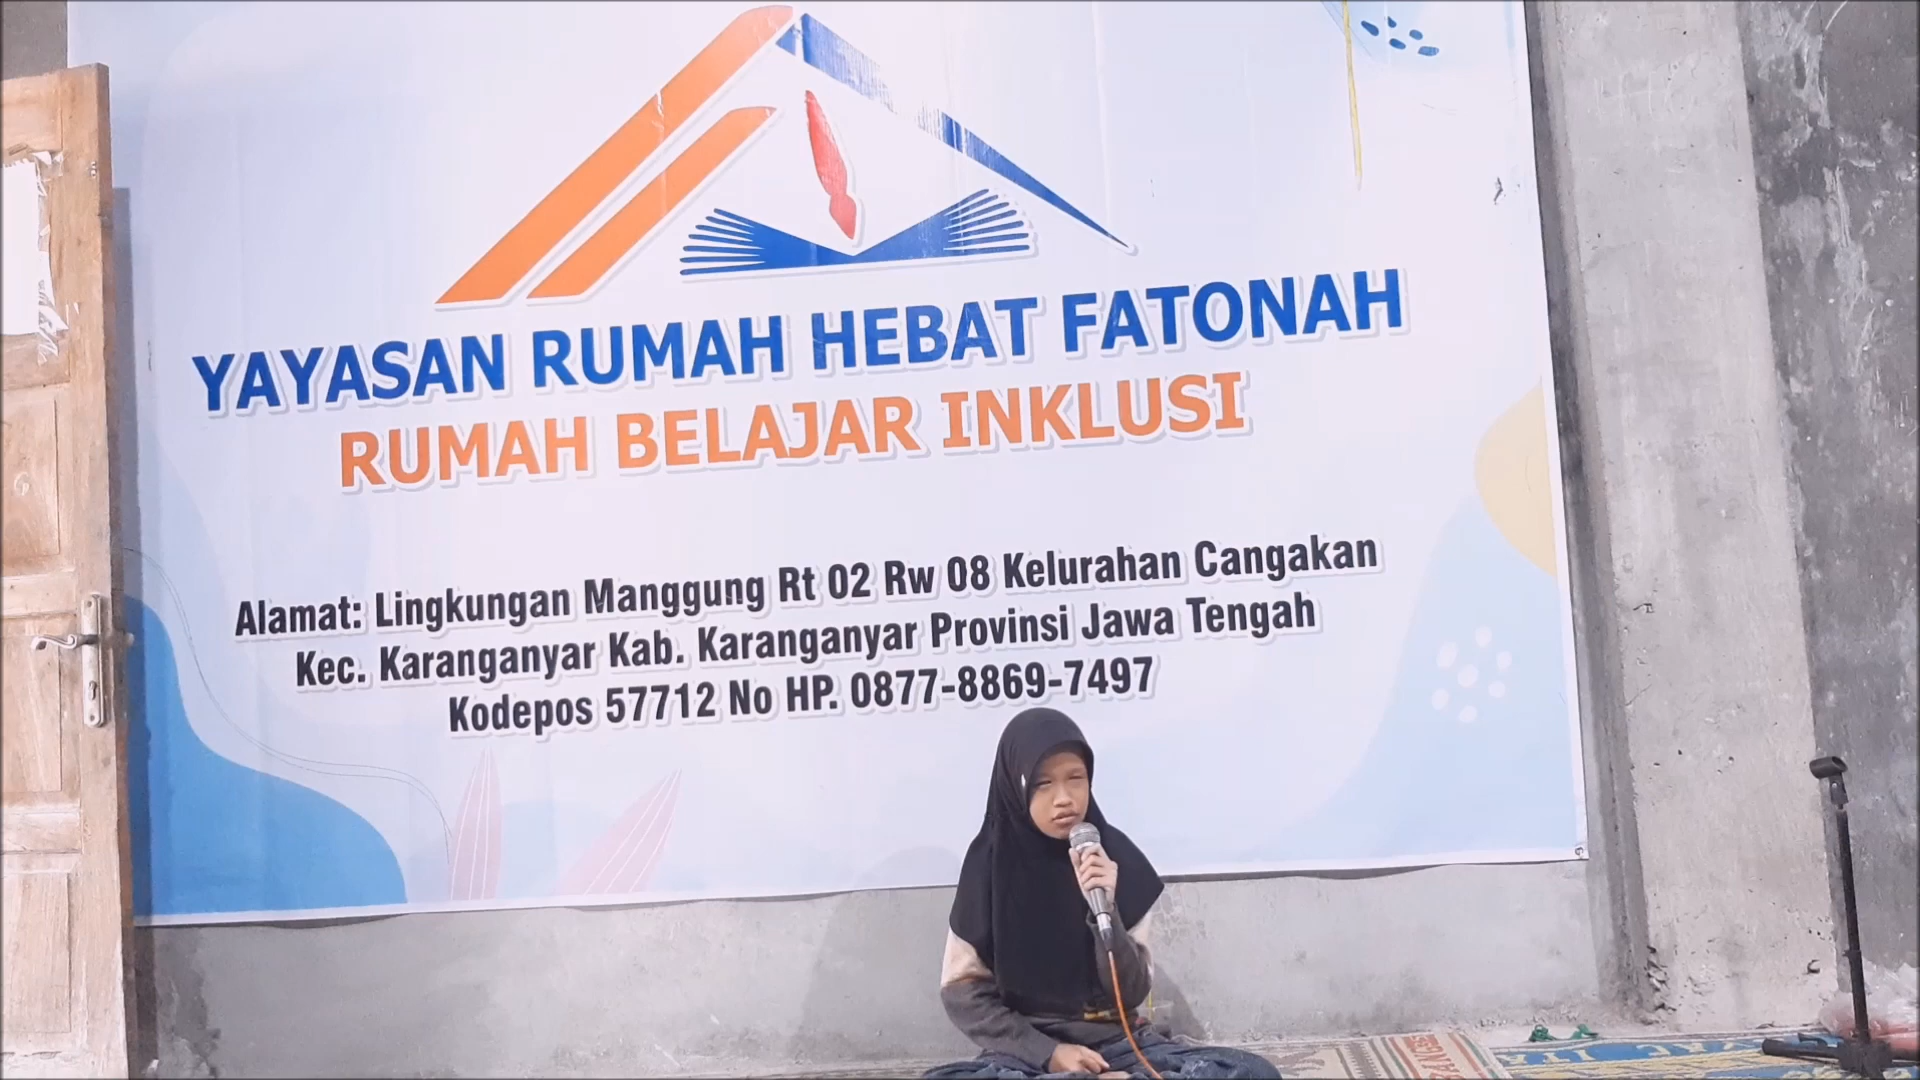 YAYASAN RUMAH HEBAT FATONAH
RUMAH BELAJAR INKLUSI
Alamat: Lingkungan Manggung Rt 02 Rw 08 Kelurahan Cangakan
Kec. Karanganyar Kab. Karanganyar Provinsi Jawa Tengah
Kodepos 57712 No HP. 0877-8869-7497